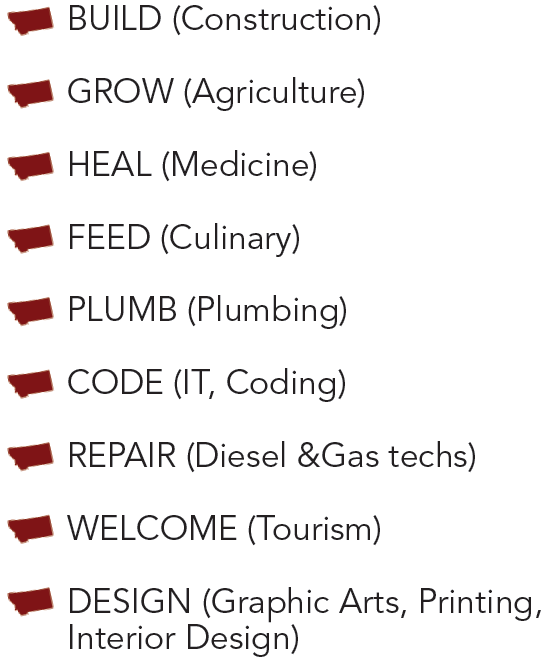 BUILD (Construction)
GROW (Agriculture)
HEAL (Medicine)
FEED (Culinary)
PLUMB (Plumbing)
CODE (IT, Coding)
REPAIR (Diesel &Gas techs)
WELCOME (Tourism)
DESIGN (Graphic Arts, Printing,
Interior Design)